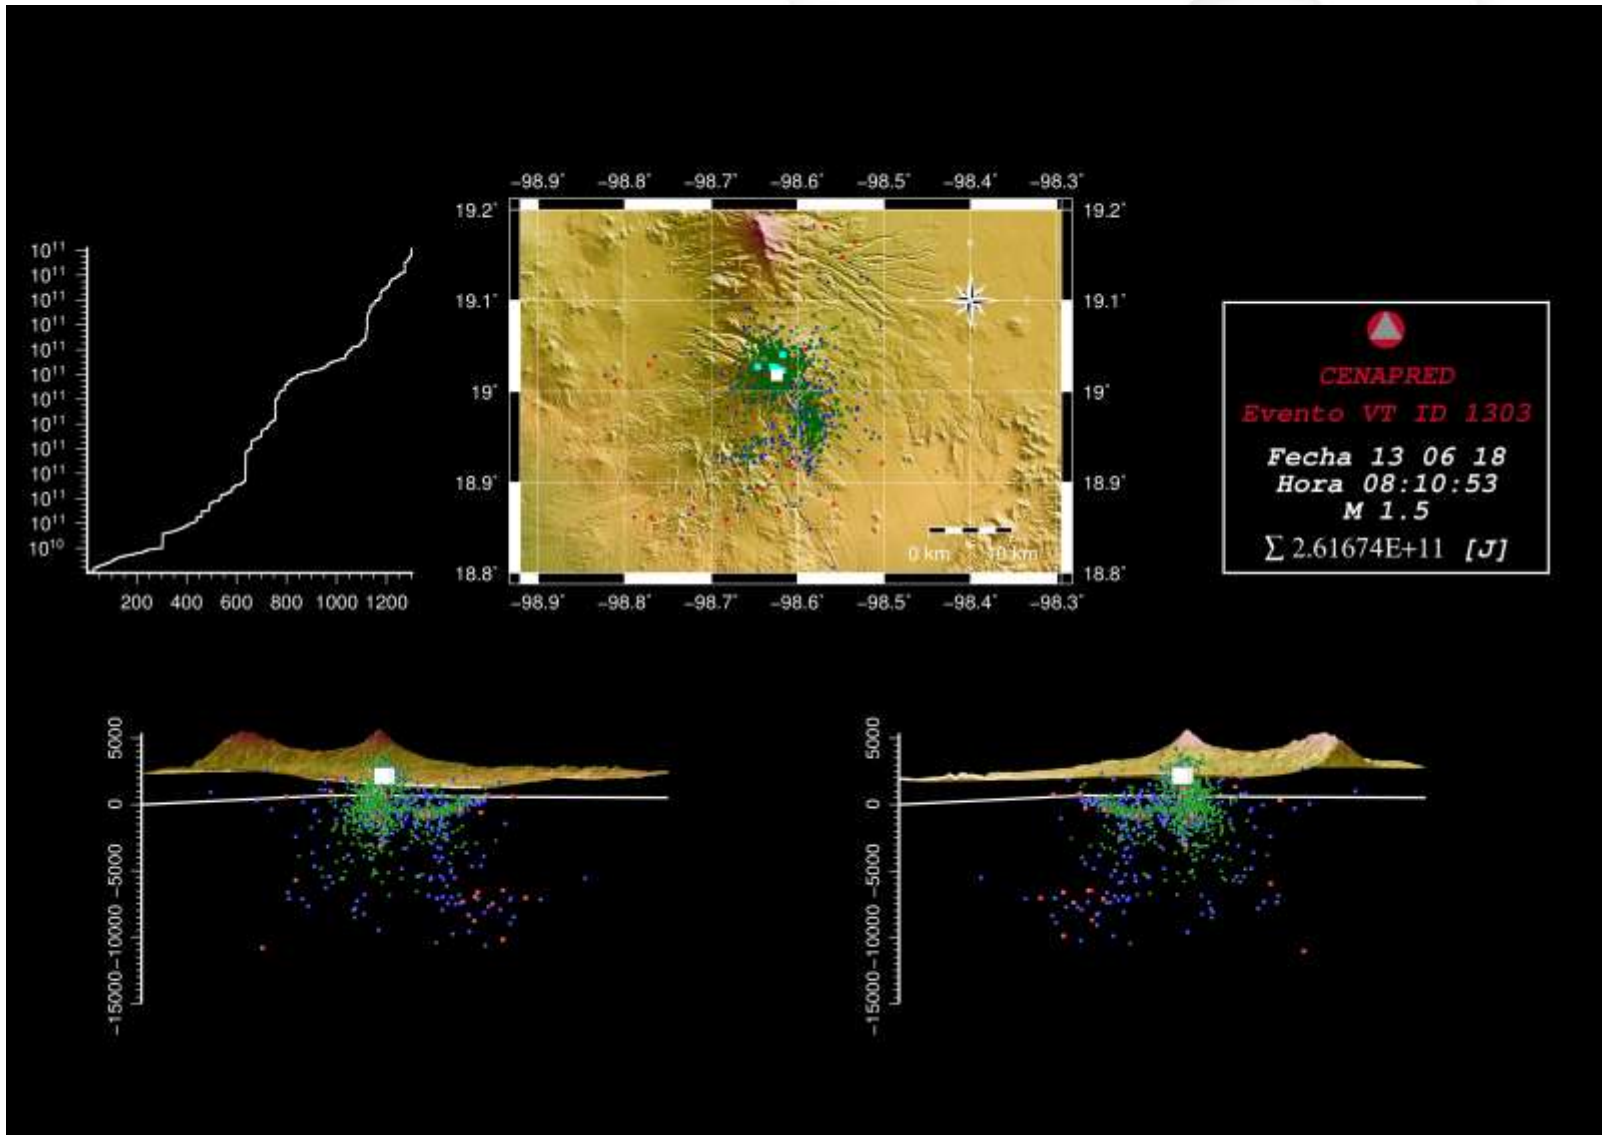 −98.9° −98.8° −98.7° −98.6° −98.5° −98.4° −98.3°
19.2° 19.2°
19.1° 19.1°
19° 19°
18.9° 18.9°
18.8° 18.8°
0 km 10 km
−98.9° −98.8° −98.7° −98.6° −98.5° −98.4° −98.3°
10¹¹
10¹¹
10¹¹
10¹¹
10¹¹
10¹¹
10¹¹
10¹¹
10¹¹
10¹¹
10¹¹
10¹¹
10¹⁰
200 400 600 800 1000 1200
CENAPRED
Evento VT ID 1303
Fecha 13 06 18
Hora 08:10:53
M 1.5
∑ 2.61674E+11 [J]
5000
0
−5000
−10000
−15000
5000
0
−5000
−10000
−15000